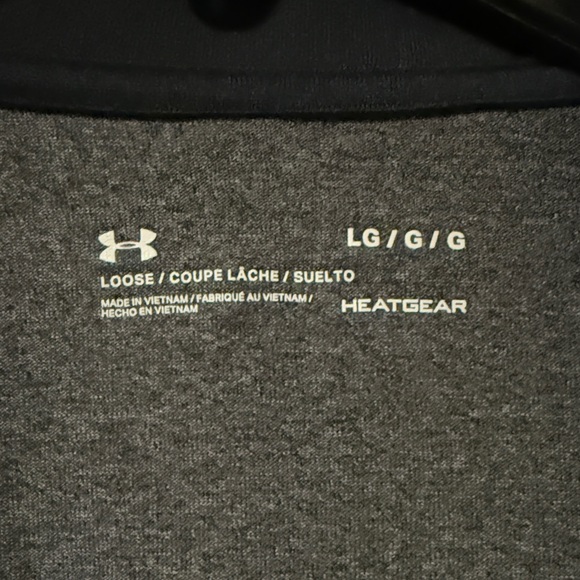 LG / G / G
LOOSE / COUPE LÂCHE / SUELTO
MADE IN VIETNAM / FABRIQUÉ AU VIETNAM /
HECHO EN VIETNAM
HEATGEAR